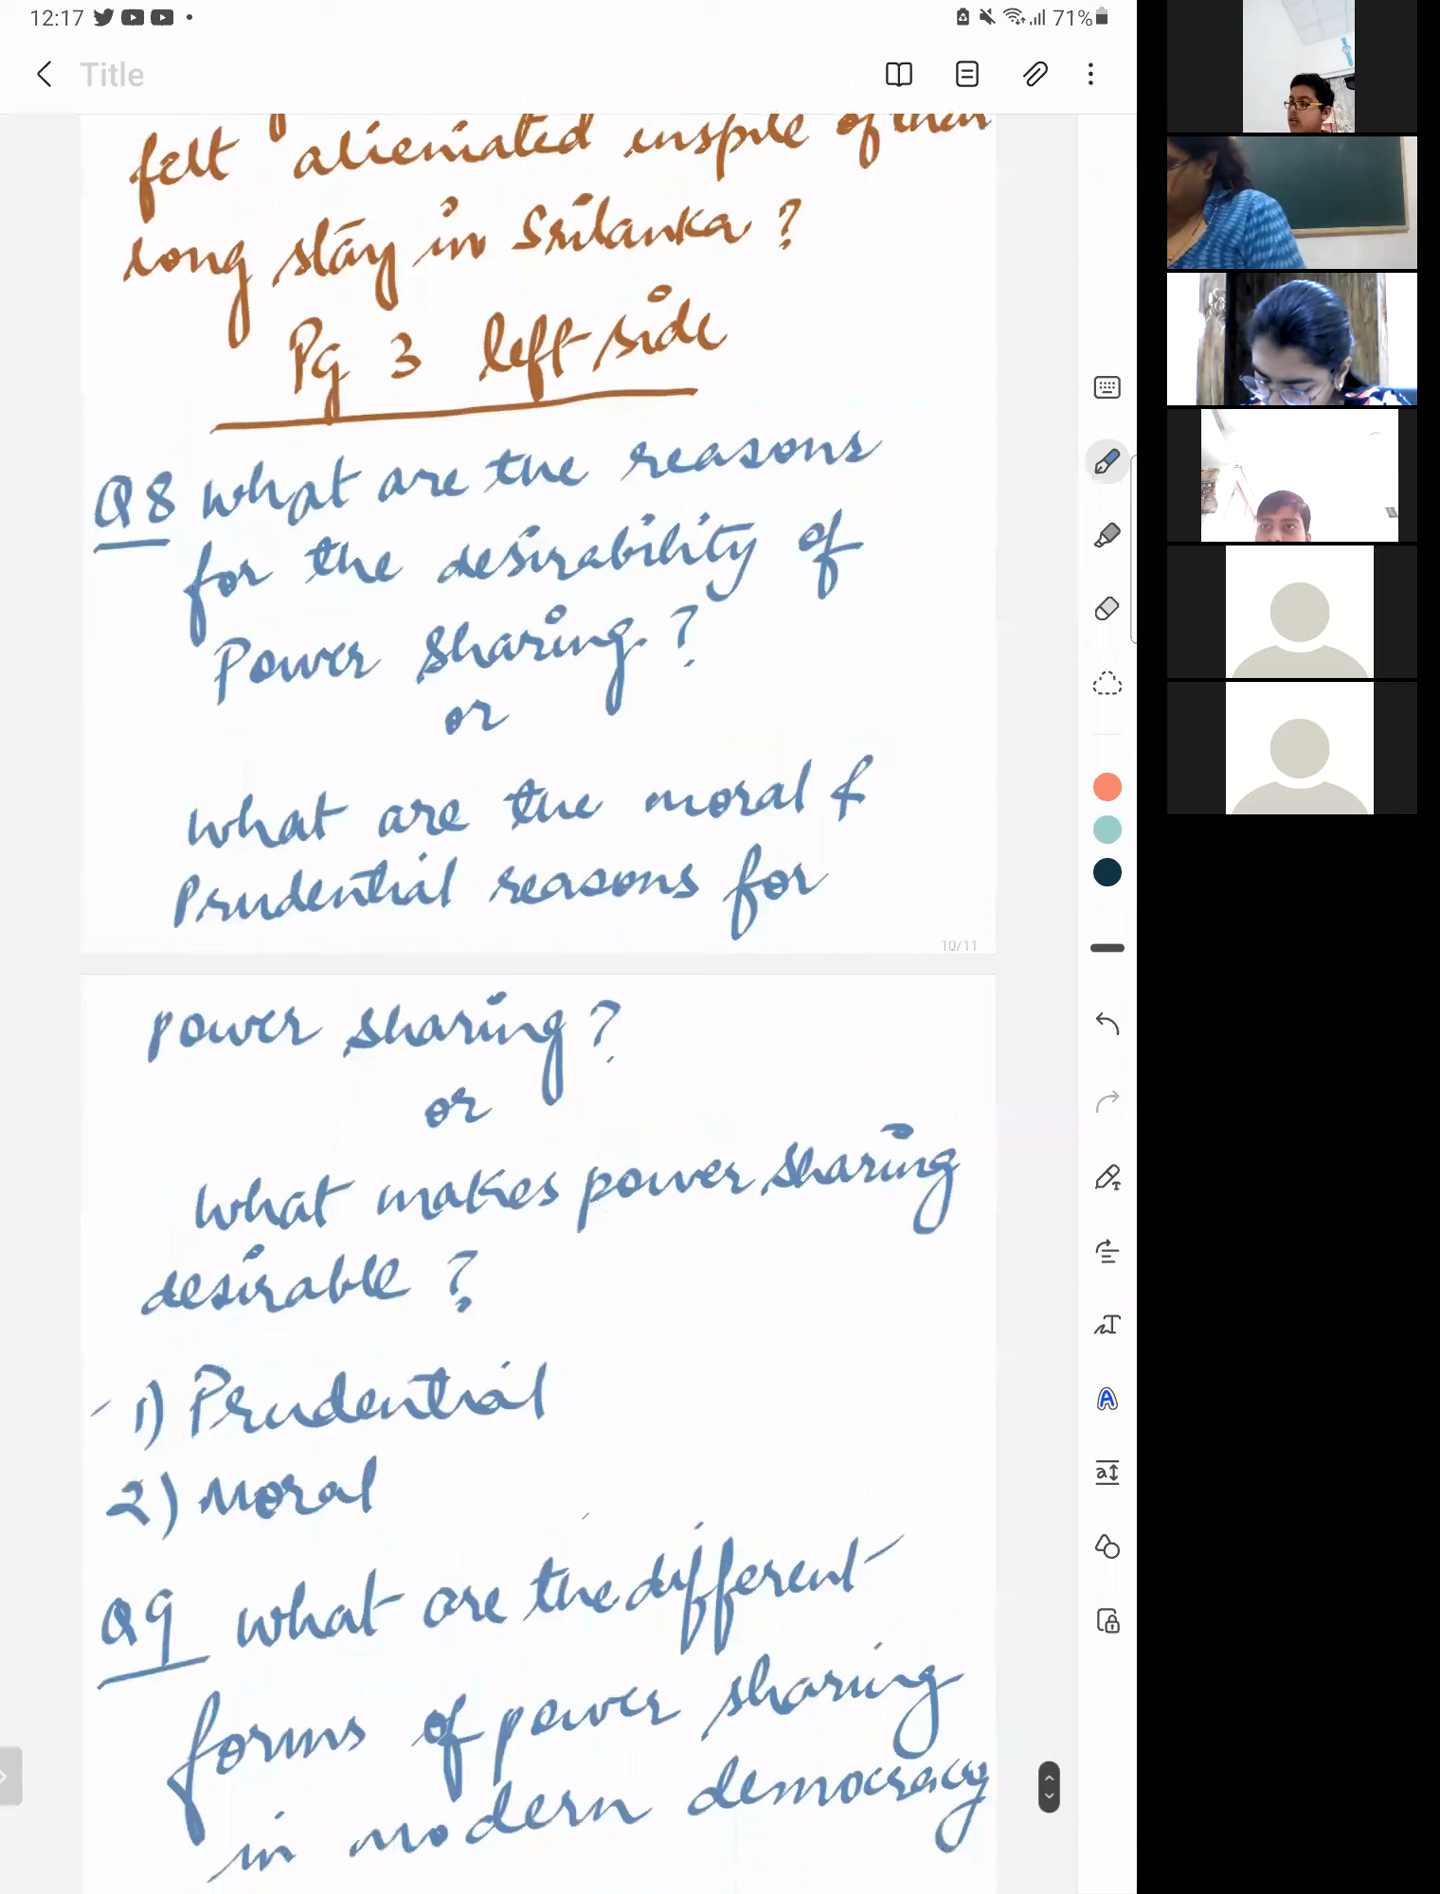 12:17
71%
Title
felt alieniated inspite of their
long stay in Srilanka ?
Pg 3 left side
Q8 What are the reasons
for the desirability of
Power Sharing. ?
or
What are the moral &
Prudential reasons for
10/11
power sharing ?
or
What makes power sharing
desirable ?
1) Prudential
2) Moral
Q9 What are the different
forms of power sharing
in modern democracy